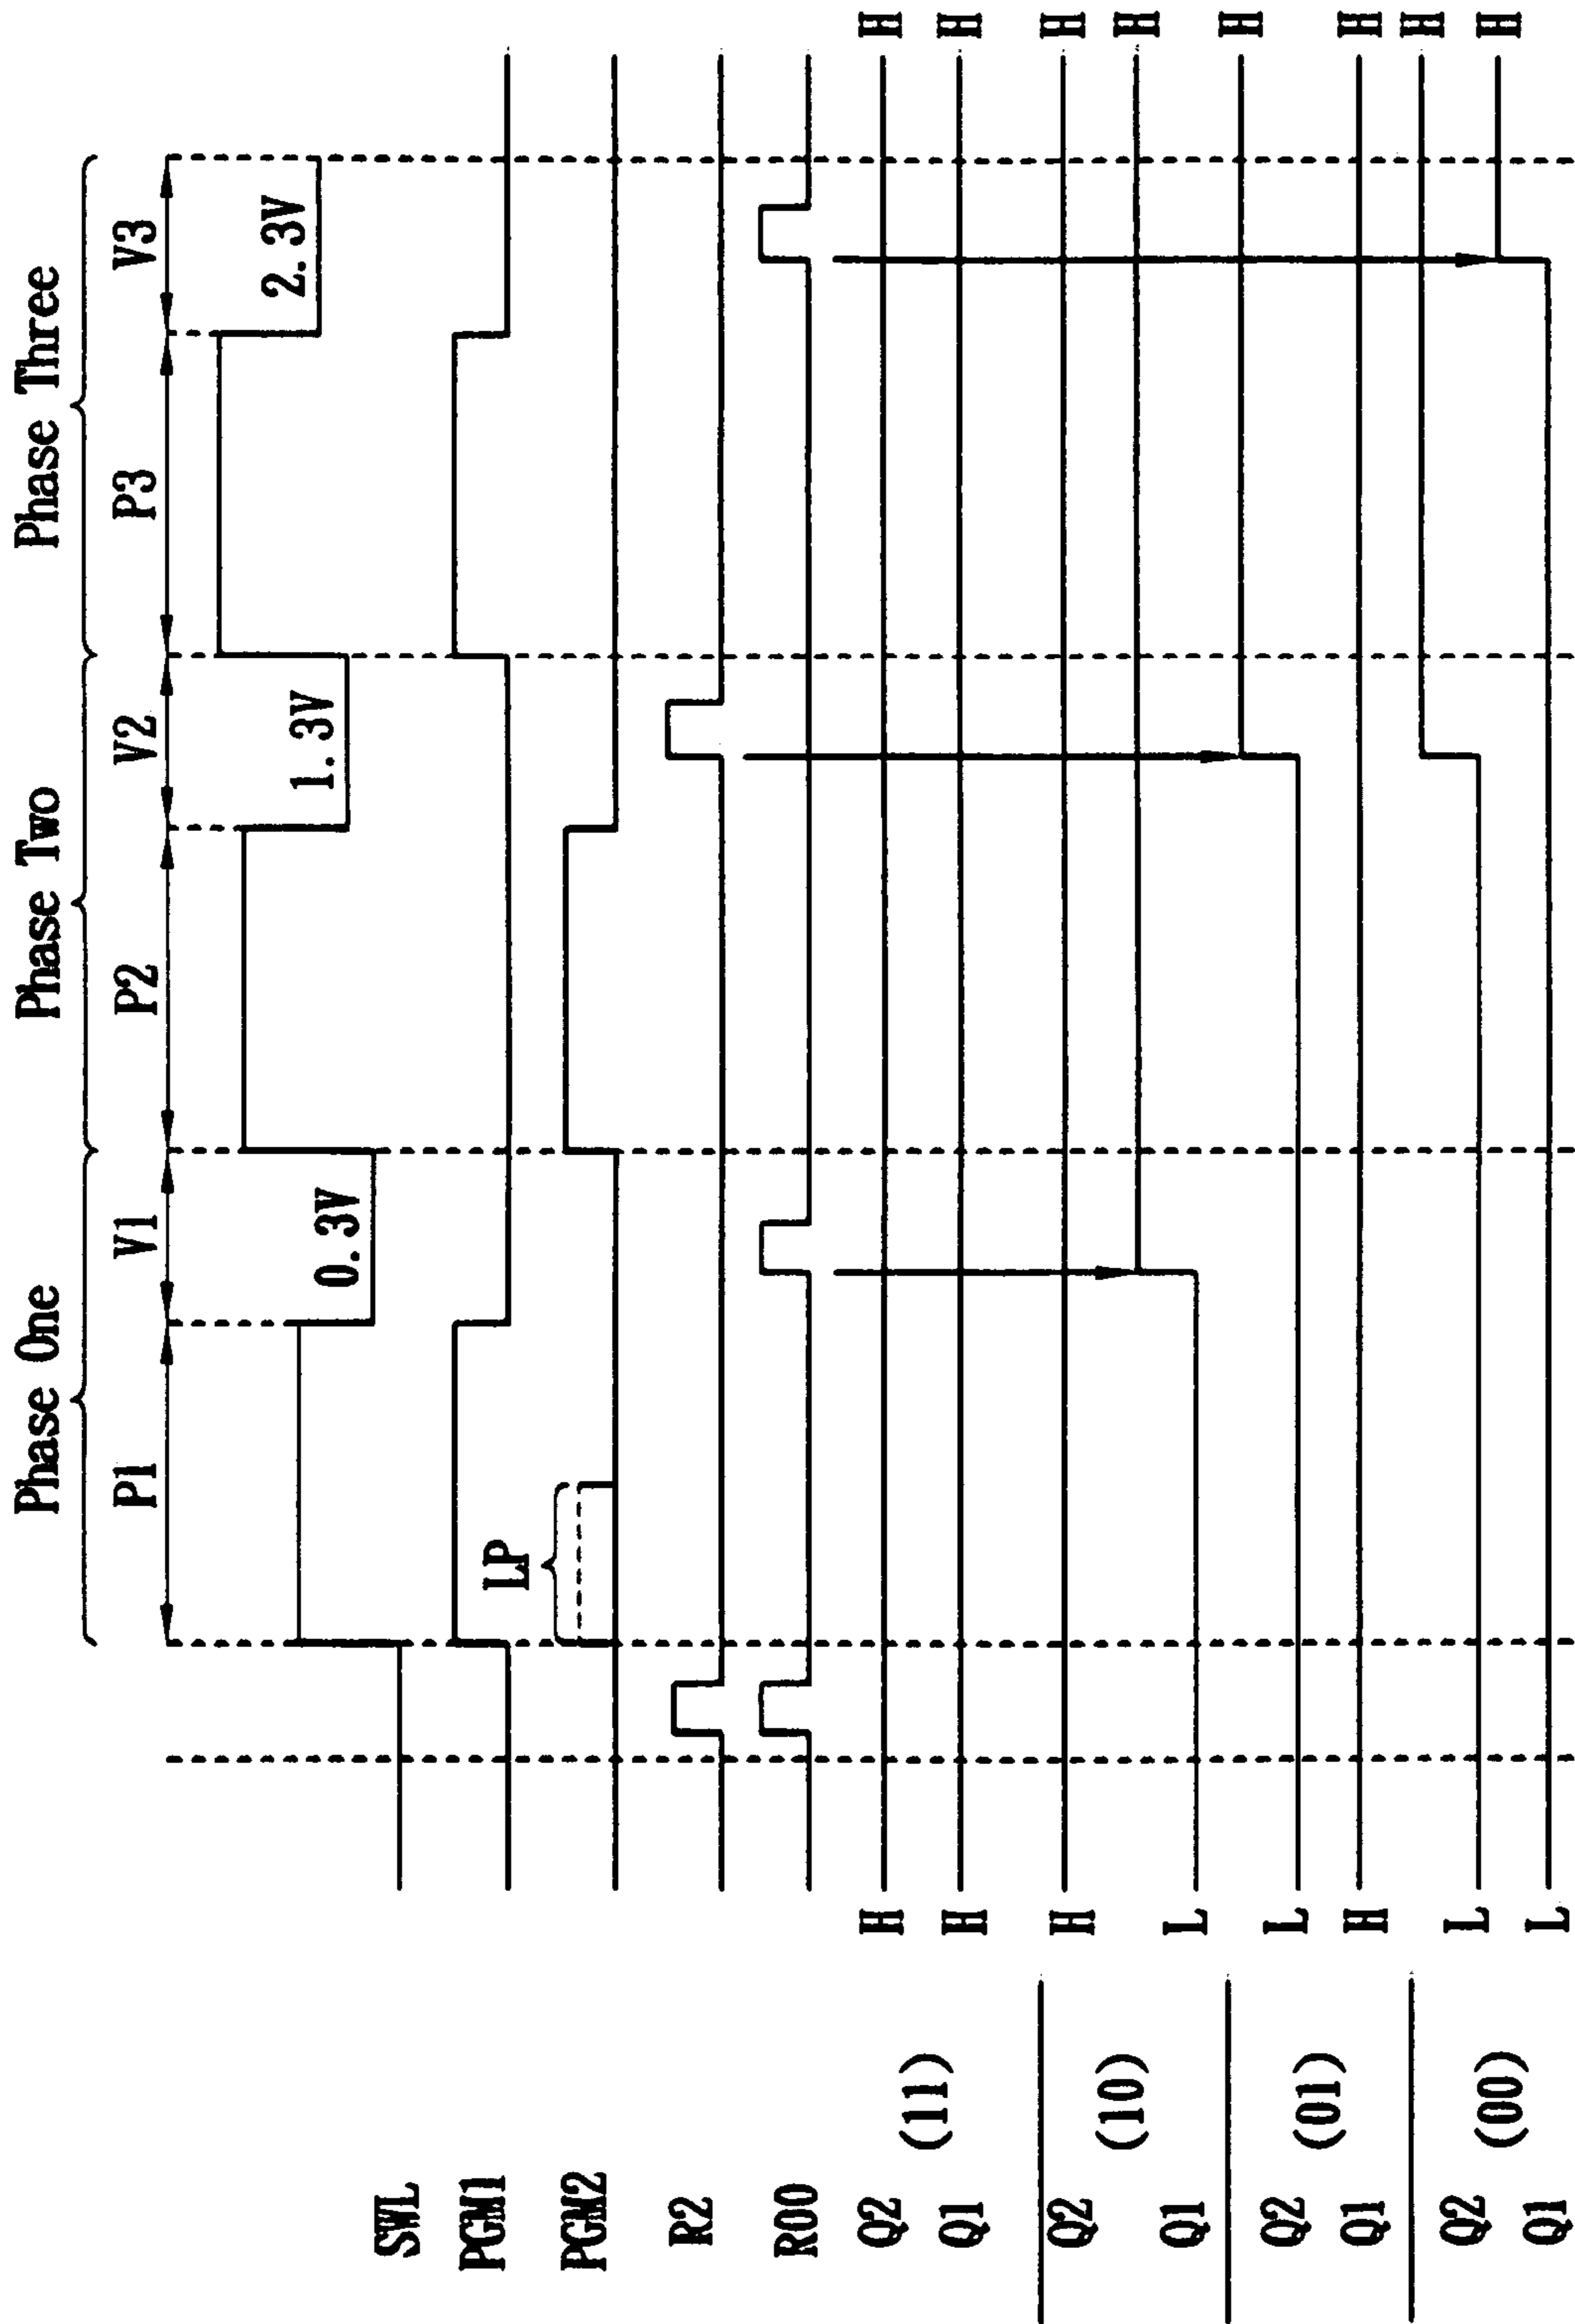 Phase One Phase Two Phase Three
P1 V1 P2 V2 P3 V3
SWL 0.3V 1.3V 2.3V
PGM1
LP
PGM2
R2
R00
Q2 H H
(11)
Q1 H H
Q2 H H
(10)
Q1 L H
Q2 L H
(01)
Q1 H H
Q2 L H
(00)
Q1 L H